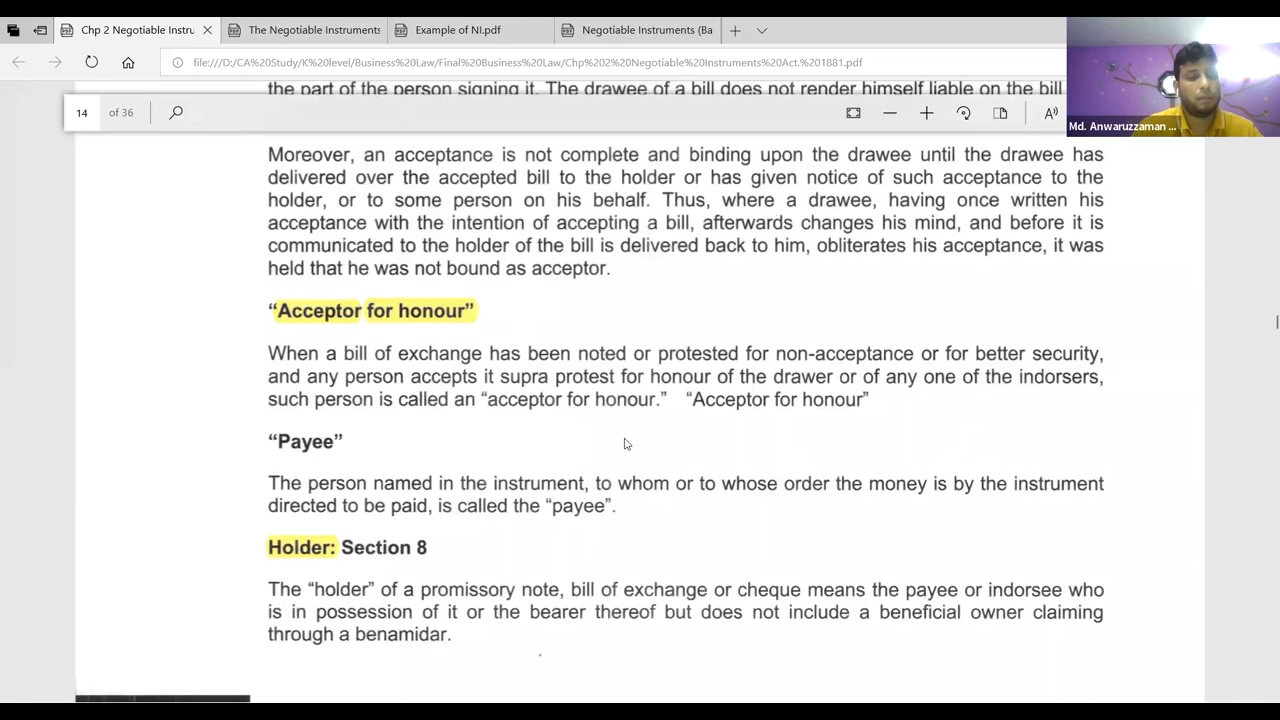 Chp 2 Negotiable Instru
The Negotiable Instruments
Example of NI.pdf
Negotiable Instruments (Ba
file:///D:/CA%20Study/K%20level/Business%20Law/Final%20Business%20Law/Chp%202%20Negotiable%20Instruments%20Act.%201881.pdf
the part of the person signing it. The drawee of a bill does not render himself liable on the bill
14 of 36
Md. Anwaruzzaman ...
Moreover, an acceptance is not complete and binding upon the drawee until the drawee has
delivered over the accepted bill to the holder or has given notice of such acceptance to the
holder, or to some person on his behalf. Thus, where a drawee, having once written his
acceptance with the intention of accepting a bill, afterwards changes his mind, and before it is
communicated to the holder of the bill is delivered back to him, obliterates his acceptance, it was
held that he was not bound as acceptor.
“Acceptor for honour”
When a bill of exchange has been noted or protested for non-acceptance or for better security,
and any person accepts it supra protest for honour of the drawer or of any one of the indorsers,
such person is called an “acceptor for honour.” “Acceptor for honour”
“Payee”
The person named in the instrument, to whom or to whose order the money is by the instrument
directed to be paid, is called the “payee”.
Holder: Section 8
The “holder” of a promissory note, bill of exchange or cheque means the payee or indorsee who
is in possession of it or the bearer thereof but does not include a beneficial owner claiming
through a benamidar.